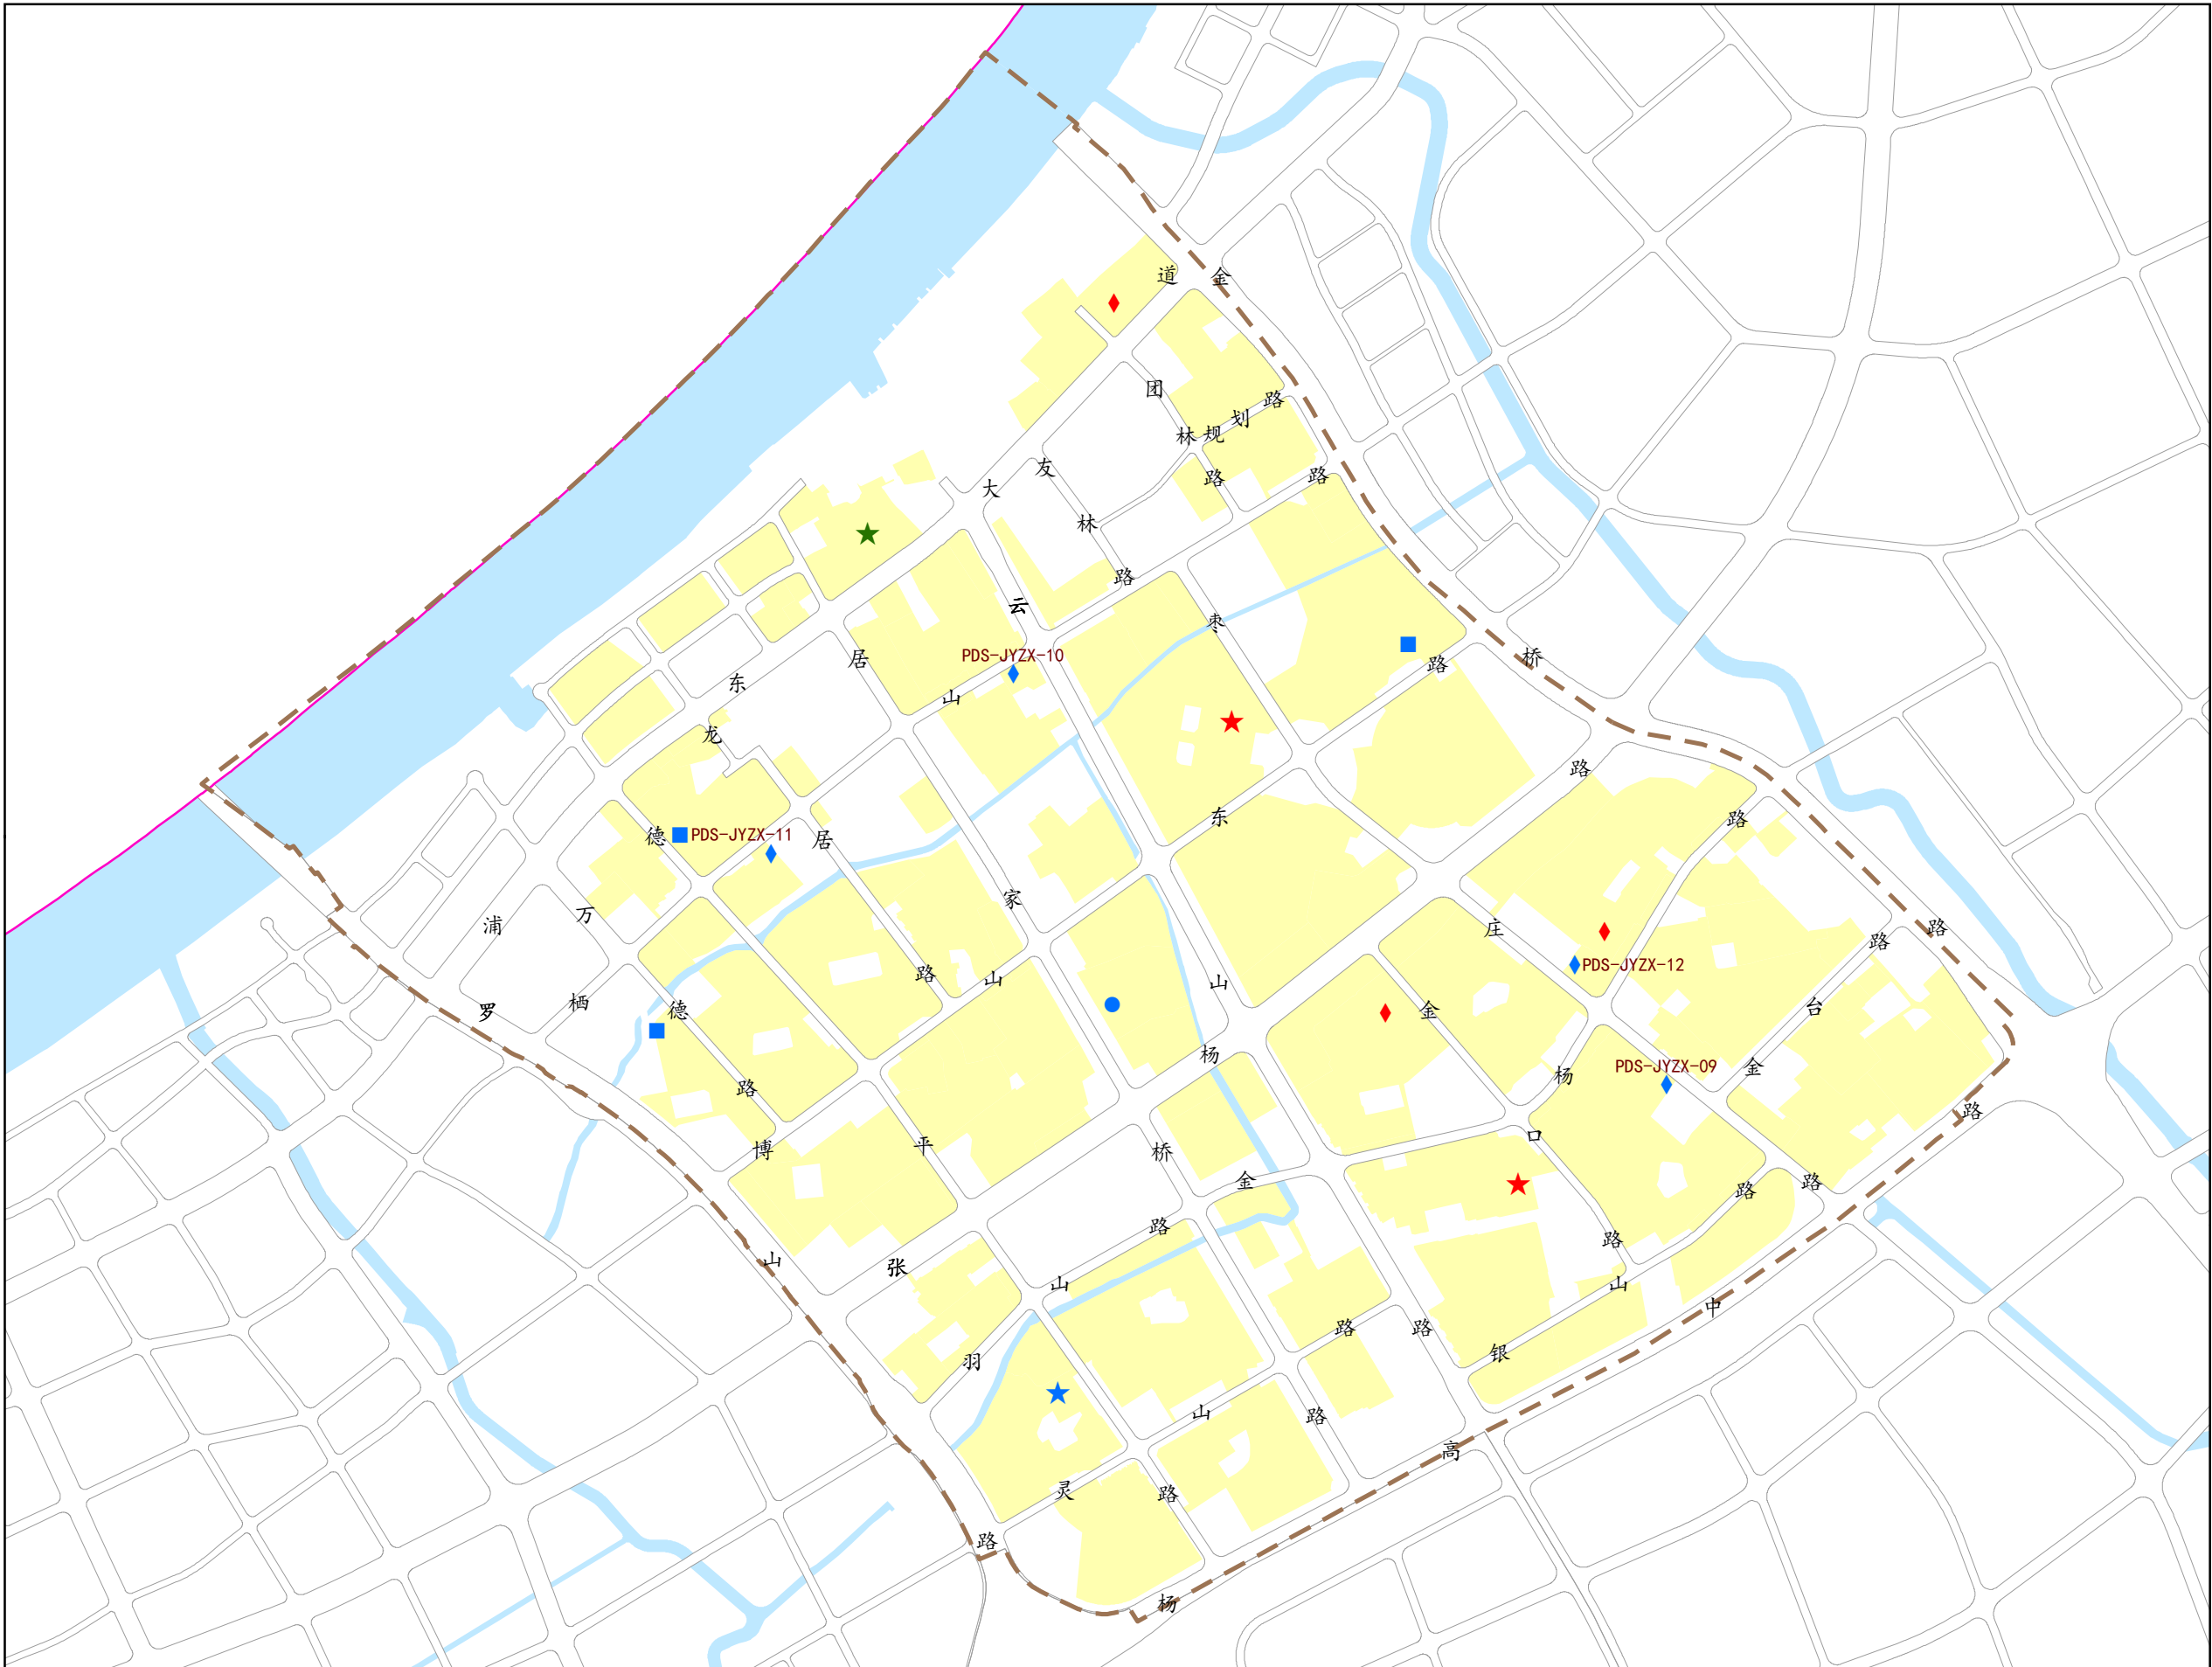 金桥路
浦东大道
团林路
规划路
友林路
栖山路
云山路
枣庄路
居家桥路
PDS-JYZX-10
龙居路
德平路
PDS-JYZX-11
博山东路
万德路
张杨路
罗山路
金杨路
PDS-JYZX-12
金口路
金台路
PDS-JYZX-09
羽山路
灵山路
银山路
杨高中路